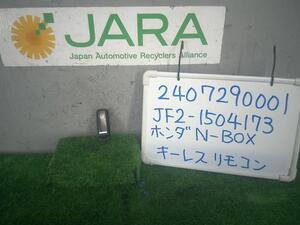 JARA
Japan Automotive Recyclers Alliance
2407290001
JF2-1504173
ホンダ N-BOX
キーレス リモコン